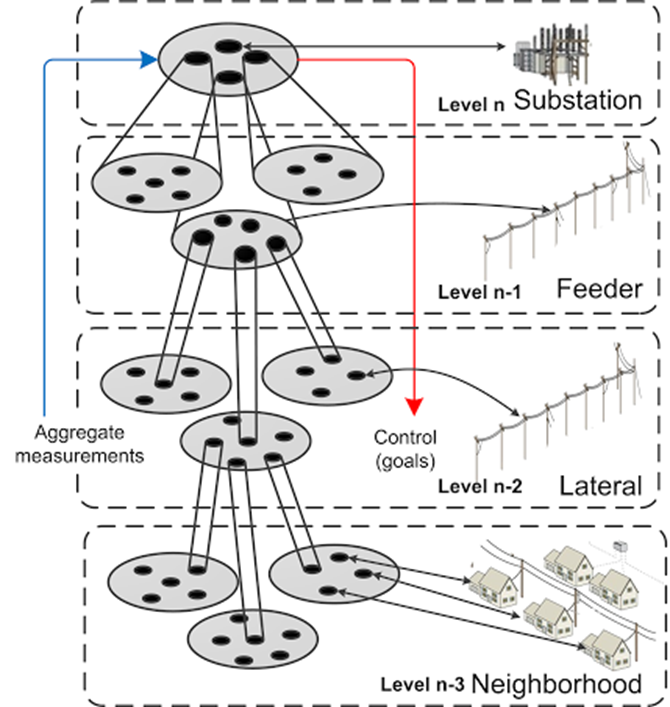 Level n Substation
Level n-1 Feeder
Aggregate
measurements
Control
(goals)
Level n-2 Lateral
Level n-3 Neighborhood